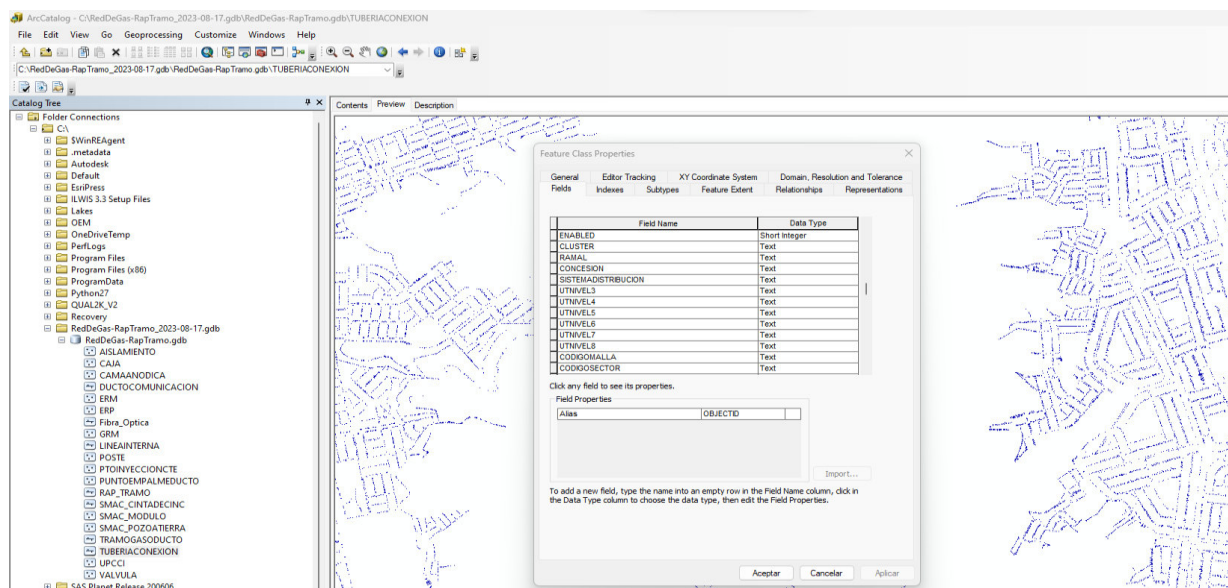 ArcCatalog - C:\RedDeGas-RapTramo_2023-08-17.gdb\RedDeGas-RapTramo.gdb\TUBERIACONEXION
File Edit View Go Geoprocessing Customize Windows Help
C:\RedDeGas-RapTramo_2023-08-17.gdb\RedDeGas-RapTramo.gdb\TUBERIACONEXION
Catalog Tree
Folder Connections
C:\
$WinREAgent
.metadata
Autodesk
Default
EsriPress
ILWIS 3.3 Setup Files
Lakes
OEM
OneDriveTemp
PerfLogs
Program Files
Program Files (x86)
ProgramData
Python27
QUAL2K_V2
Recovery
RedDeGas-RapTramo_2023-08-17.gdb
RedDeGas-RapTramo.gdb
AISLAMIENTO
CAJA
CAMAANODICA
DUCTOCOMUNICACION
ERM
ERP
Fibra_Optica
GRM
LINEAINTERNA
POSTE
PTOINYECCIONCTE
PUNTOEMPALMEDUCTO
RAP_TRAMO
SMAC_CINTADECINC
SMAC_MODULO
SMAC_POZOATIERRA
TRAMOGASODUCTO
TUBERIACONEXION
UPCCI
VALVULA
SAS Planet Release 200606
Contents Preview Description
Feature Class Properties
General Editor Tracking XY Coordinate System Domain, Resolution and Tolerance
Fields Indexes Subtypes Feature Extent Relationships Representations
Field Name Data Type
ENABLED Short Integer
CLUSTER Text
RAMAL Text
CONCESION Text
SISTEMADISTRIBUCION Text
UTNIVEL3 Text
UTNIVEL4 Text
UTNIVEL5 Text
UTNIVEL6 Text
UTNIVEL7 Text
UTNIVEL8 Text
CODIGOMALLA Text
CODIGOSECTOR Text
Click any field to see its properties.
Field Properties
Alias OBJECTID
Import...
To add a new field, type the name into an empty row in the Field Name column, click in
the Data Type column to choose the data type, then edit the Field Properties.
Aceptar Cancelar Aplicar